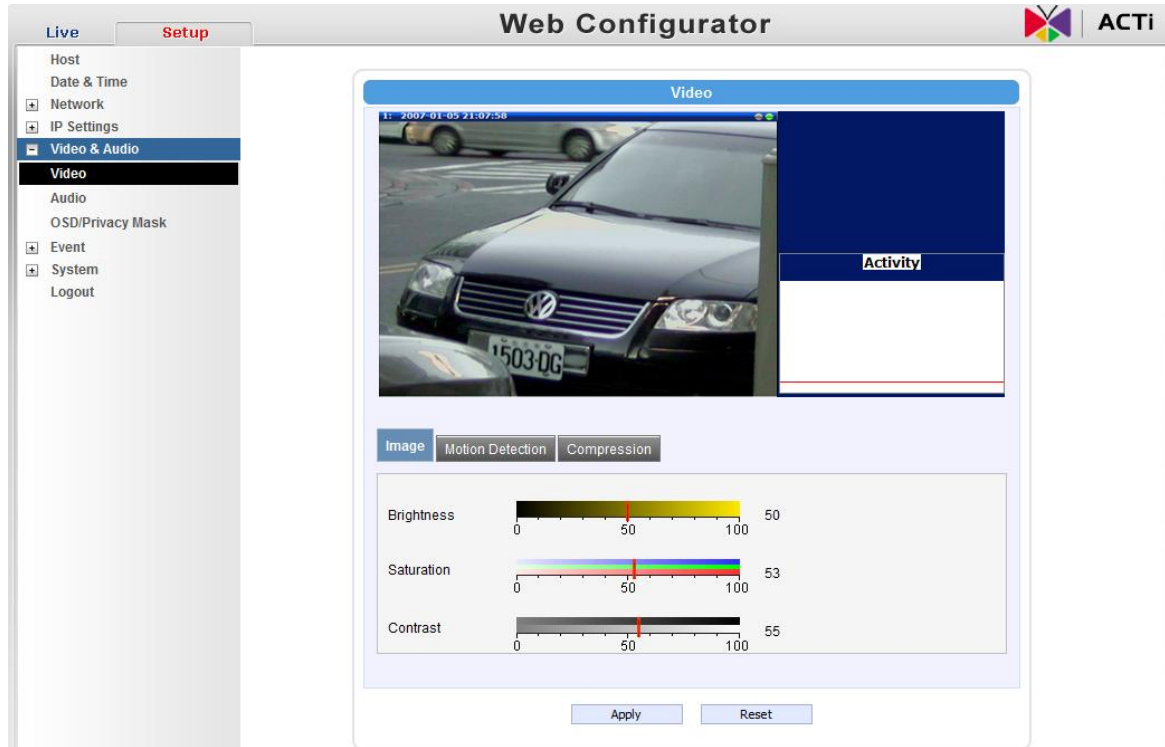 Live
Setup
Web Configurator
ACTi
Host
Date & Time
Network
IP Settings
Video & Audio
Video
Audio
OSD/Privacy Mask
Event
System
Logout
Video
1: 2007-01-05 21:07:58
1503-DG
Activity
Image
Motion Detection
Compression
Brightness
0 50 100
50
Saturation
0 50 100
53
Contrast
0 50 100
55
Apply
Reset